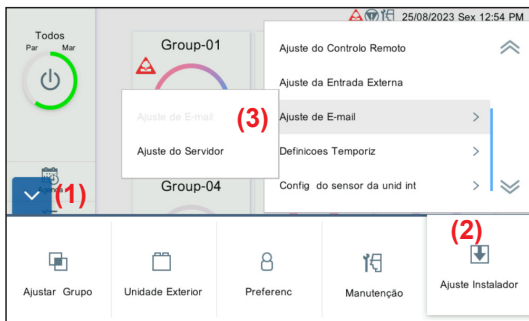 25/08/2023 Sex 12:54 PM
Todos
Par Mar
Group-01
Ajuste do Controlo Remoto
Ajuste da Entrada Externa
Ajuste de E-mail
(3)
Ajuste de E-mail
Ajuste do Servidor
Definicoes Temporiz
Group-04
Config do sensor da unid int
(1)
(2)
Ajustar Grupo
Unidade Exterior
Preferenc
Manutenção
Ajuste Instalador